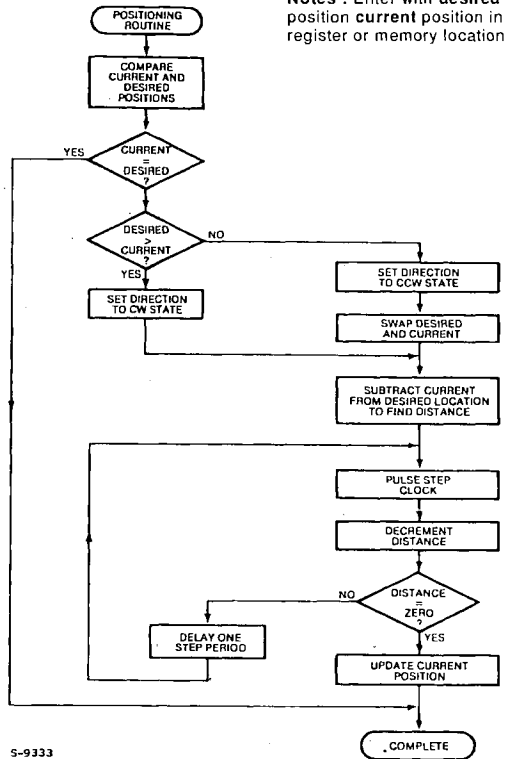 Notes : Enter with desired
position current position in
register or memory location
POSITIONING
ROUTINE
COMPARE
CURRENT AND
DESIRED
POSITIONS
YES
CURRENT
=
DESIRED
?
DESIRED
>
CURRENT
?
NO
YES
SET DIRECTION
TO CW STATE
SET DIRECTION
TO CCW STATE
SWAP DESIRED
AND CURRENT
SUBTRACT CURRENT
FROM DESIRED LOCATION
TO FIND DISTANCE
PULSE STEP
CLOCK
DECREMENT
DISTANCE
NO
DISTANCE
=
ZERO
?
YES
DELAY ONE
STEP PERIOD
UPDATE CURRENT
POSITION
COMPLETE
S-9333